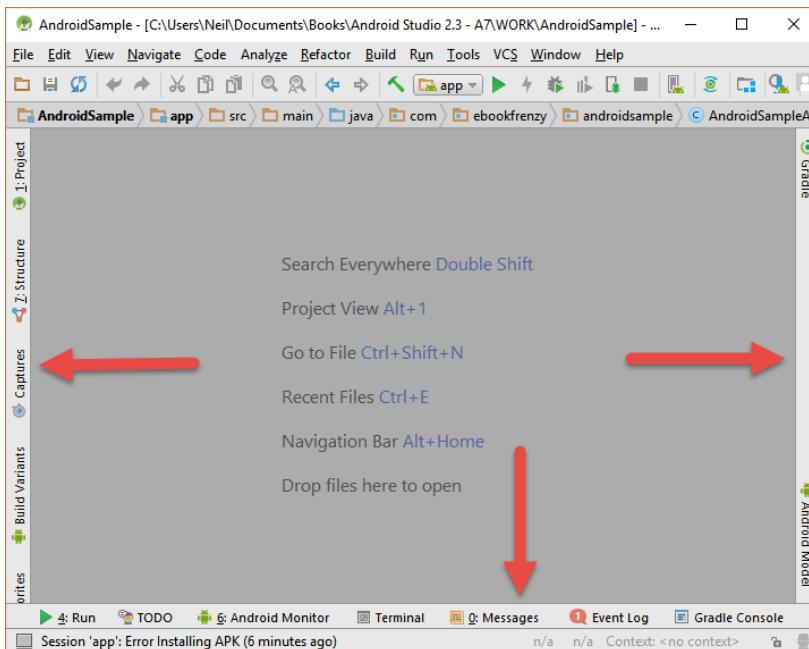 AndroidSample - [C:\Users\Neil\Documents\Books\Android Studio 2.3 - A7\WORK\AndroidSample] - ...
File Edit View Navigate Code Analyze Refactor Build Run Tools VCS Window Help
app
AndroidSample app src main java com ebookfrenzy androidsample C AndroidSampleA
1: Project
7: Structure
Captures
Build Variants
orites
Search Everywhere Double Shift
Project View Alt+1
Go to File Ctrl+Shift+N
Recent Files Ctrl+E
Navigation Bar Alt+Home
Drop files here to open
Gradle
Android Model
4: Run TODO 6: Android Monitor Terminal 0: Messages 1 Event Log Gradle Console
Session 'app': Error Installing APK (6 minutes ago) n/a n/a Context: <no context>